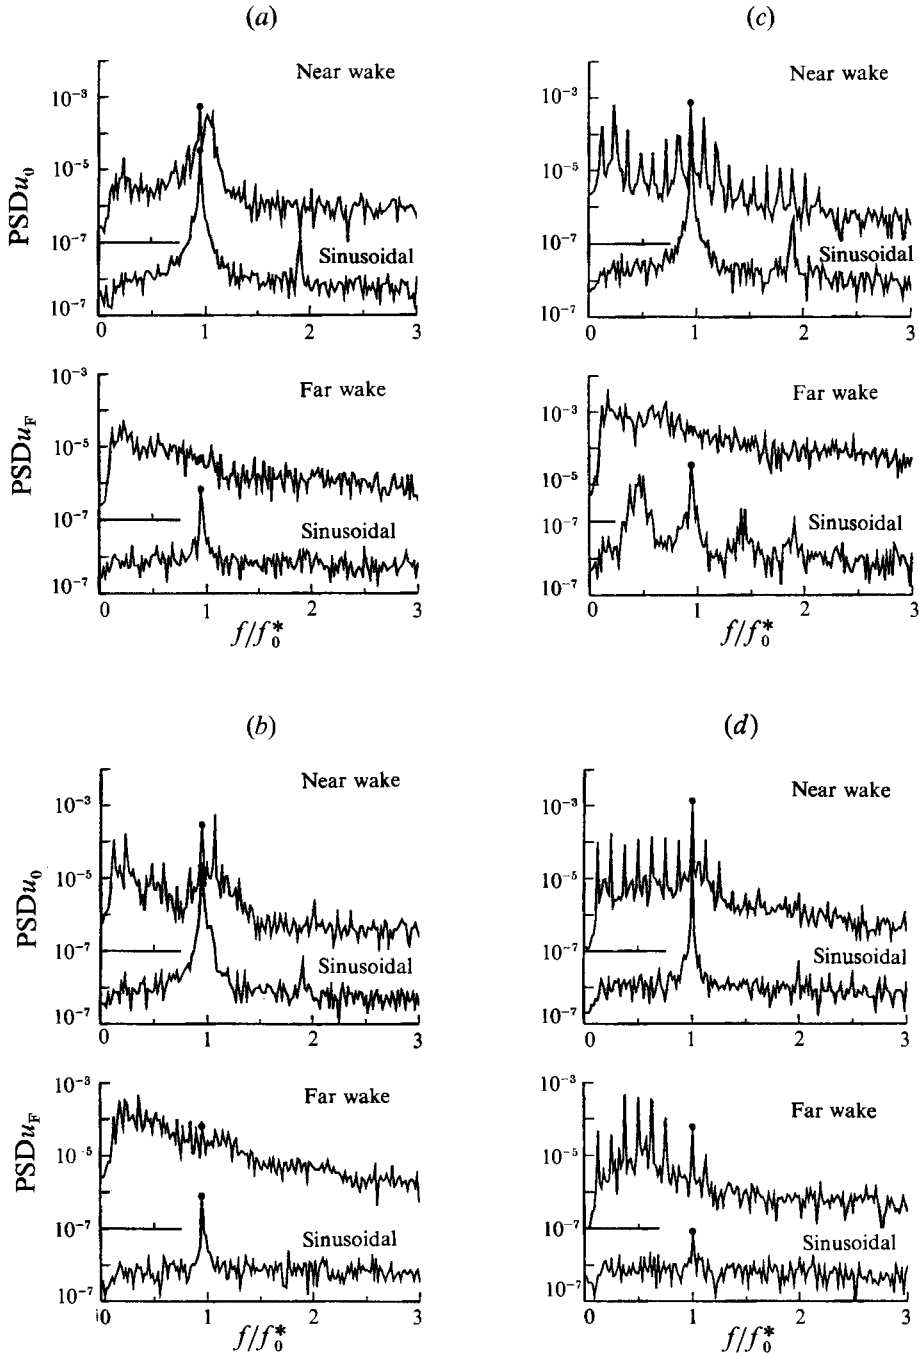 (a)
Near wake
10⁻³
10⁻⁵
10⁻⁷
10⁻⁷
PSDu₀
Sinusoidal
0 1 2 3
Far wake
10⁻³
10⁻⁵
10⁻⁷
10⁻⁷
PSDu_F
Sinusoidal
0 1 2 3
f/f₀*
(c)
Near wake
10⁻³
10⁻⁵
10⁻⁷
10⁻⁷
Sinusoidal
0 1 2 3
Far wake
10⁻³
10⁻⁵
10⁻⁷
10⁻⁷
Sinusoidal
0 1 2 3
f/f₀*
(b)
Near wake
10⁻³
10⁻⁵
10⁻⁷
10⁻⁷
PSDu₀
Sinusoidal
0 1 2 3
Far wake
10⁻³
10⁻⁵
10⁻⁷
10⁻⁷
PSDu_F
Sinusoidal
0 1 2 3
f/f₀*
(d)
Near wake
10⁻³
10⁻⁵
10⁻⁷
10⁻⁷
Sinusoidal
0 1 2 3
Far wake
10⁻³
10⁻⁵
10⁻⁷
10⁻⁷
Sinusoidal
0 1 2 3
f/f₀*